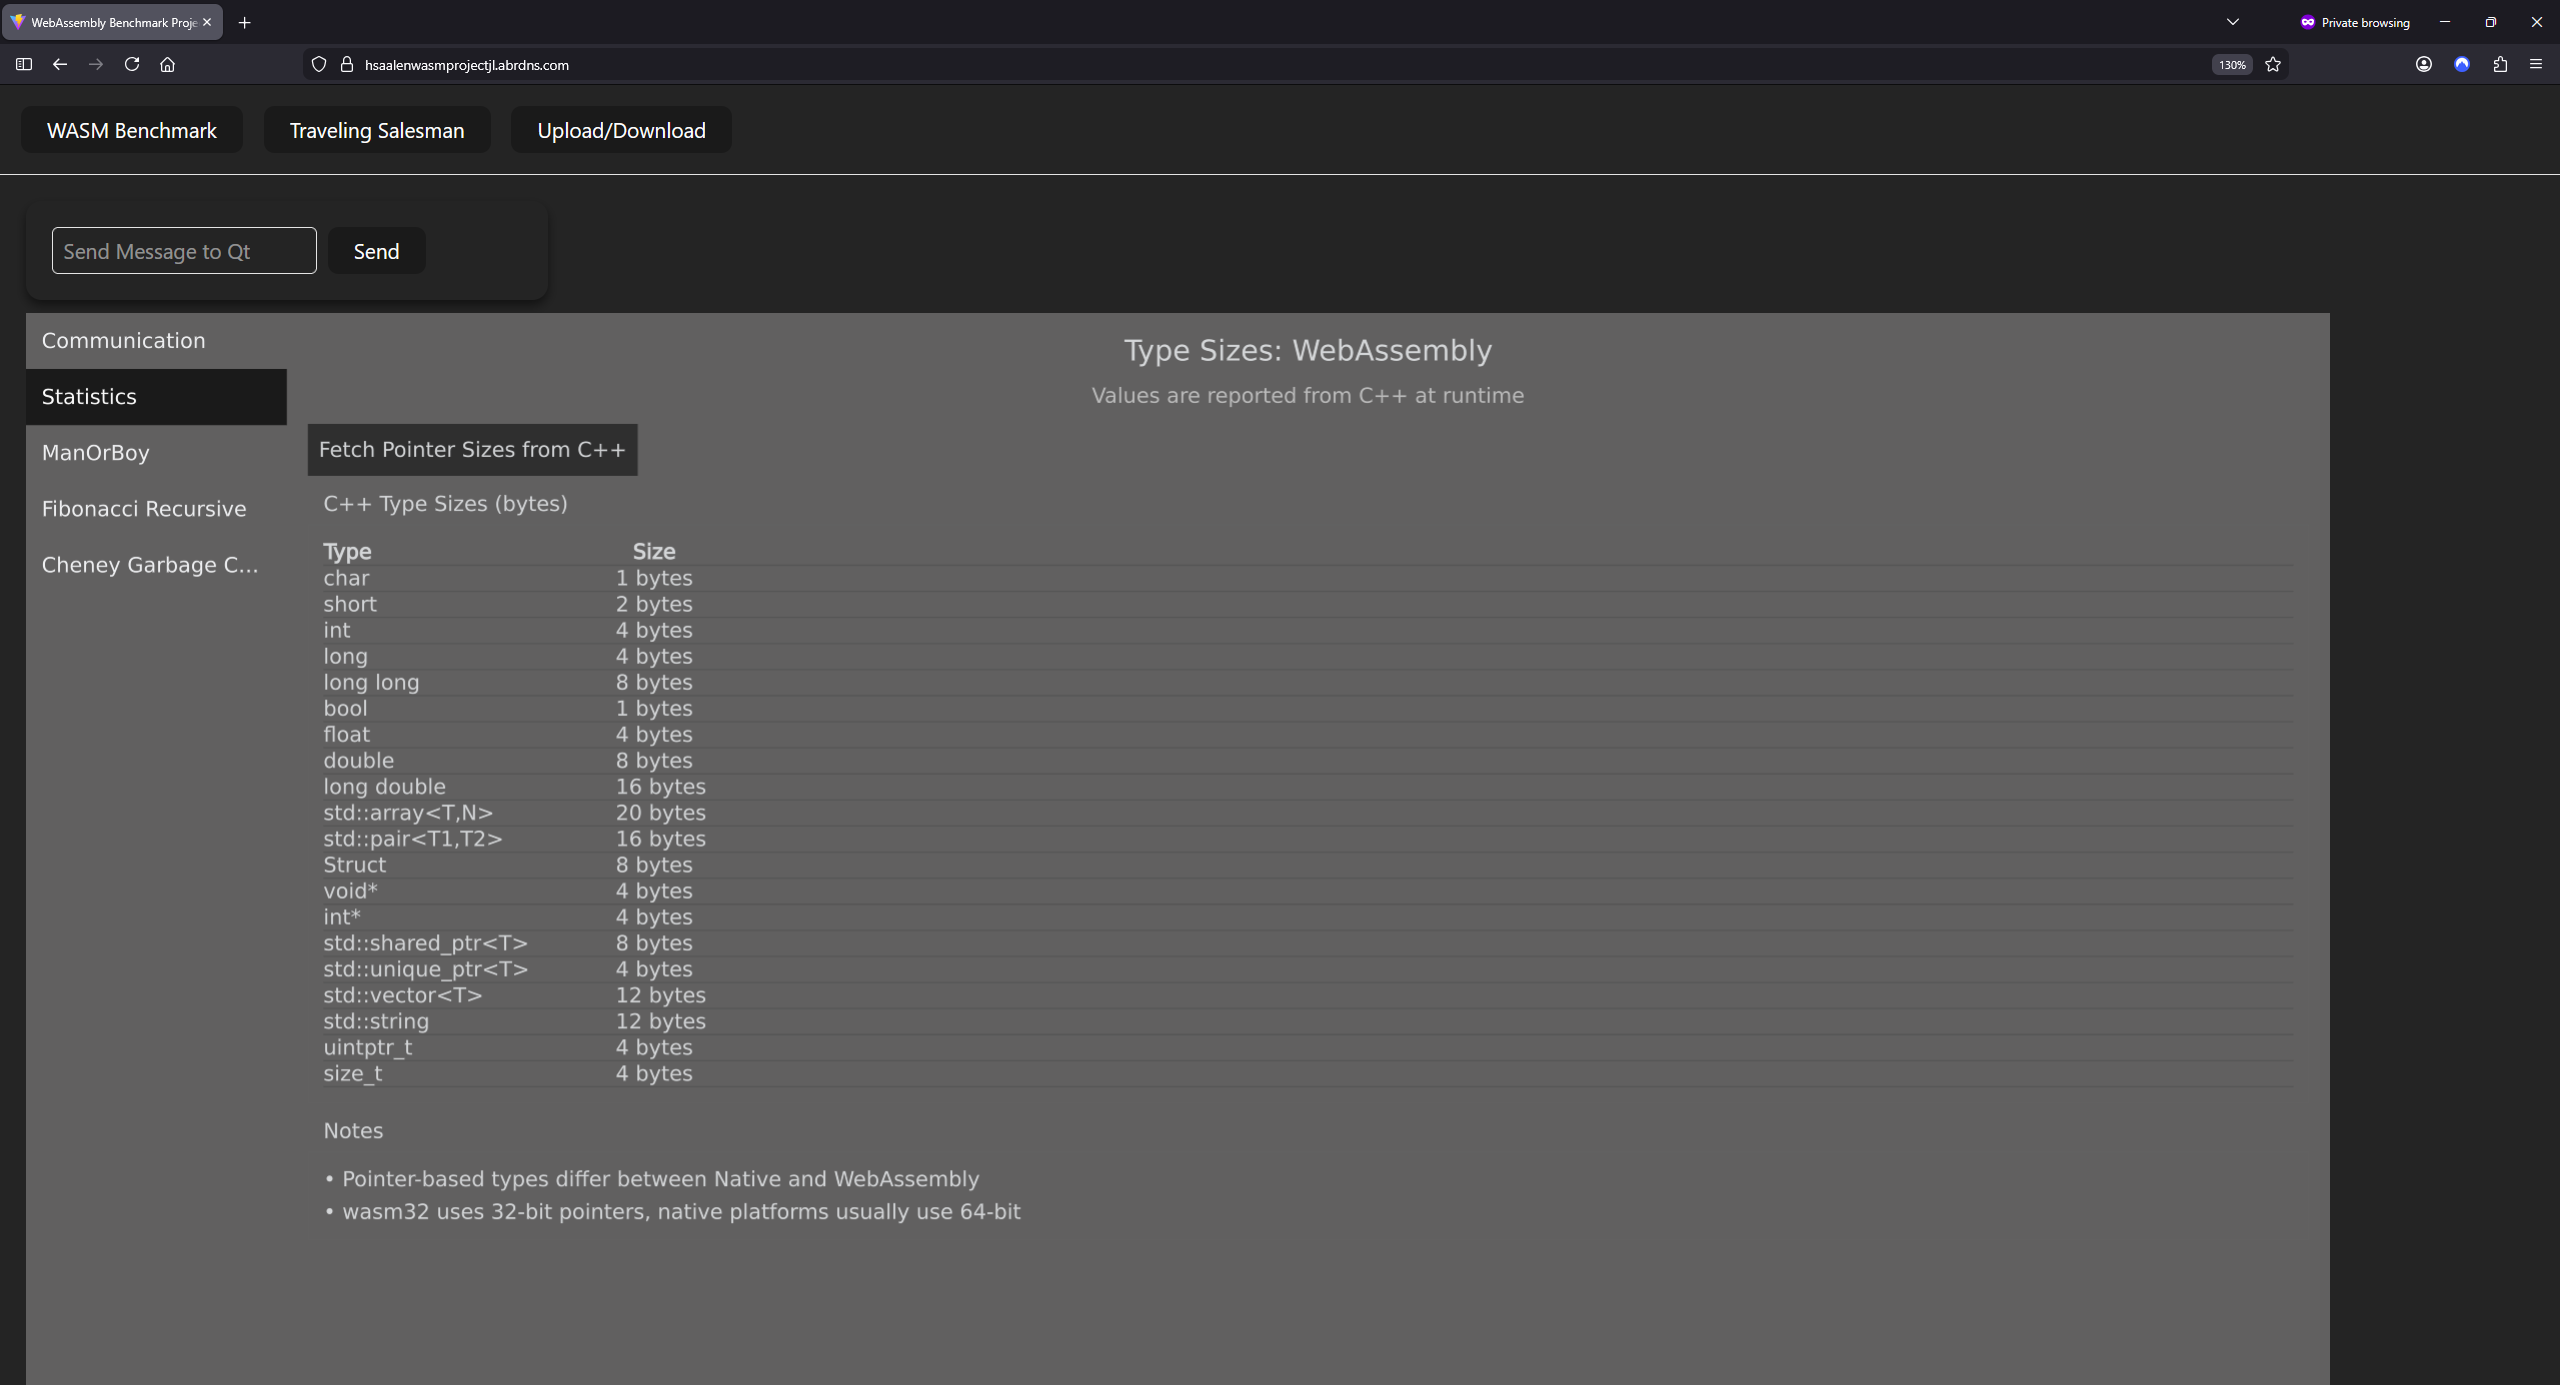 WebAssembly Benchmark Proje
Private browsing
hsaalenwasmprojectjl.abrdns.com
130%
WASM Benchmark
Traveling Salesman
Upload/Download
Send Message to Qt
Send
Communication
Statistics
ManOrBoy
Fibonacci Recursive
Cheney Garbage C...
Type Sizes: WebAssembly
Values are reported from C++ at runtime
Fetch Pointer Sizes from C++
C++ Type Sizes (bytes)
Type Size
char 1 bytes
short 2 bytes
int 4 bytes
long 4 bytes
long long 8 bytes
bool 1 bytes
float 4 bytes
double 8 bytes
long double 16 bytes
std::array<T,N> 20 bytes
std::pair<T1,T2> 16 bytes
Struct 8 bytes
void* 4 bytes
int* 4 bytes
std::shared_ptr<T> 8 bytes
std::unique_ptr<T> 4 bytes
std::vector<T> 12 bytes
std::string 12 bytes
uintptr_t 4 bytes
size_t 4 bytes
Notes
• Pointer-based types differ between Native and WebAssembly
• wasm32 uses 32-bit pointers, native platforms usually use 64-bit